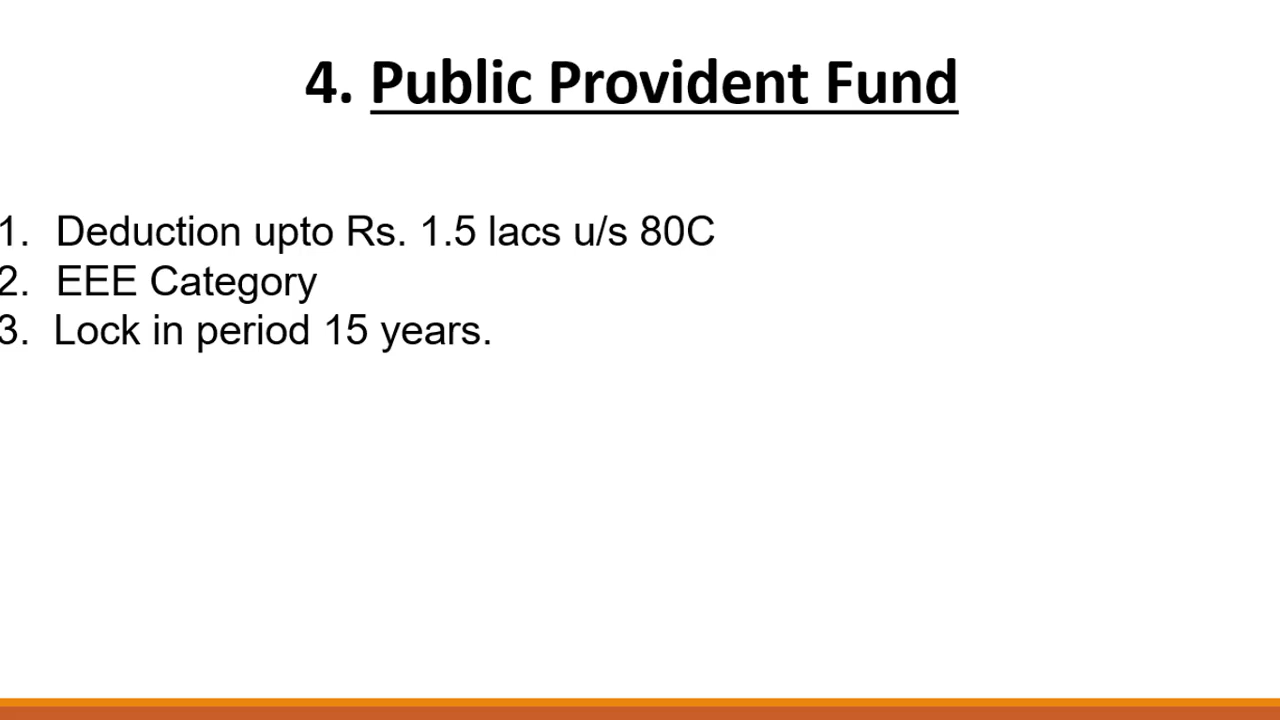 4. Public Provident Fund
1. Deduction upto Rs. 1.5 lacs u/s 80C
2. EEE Category
3. Lock in period 15 years.